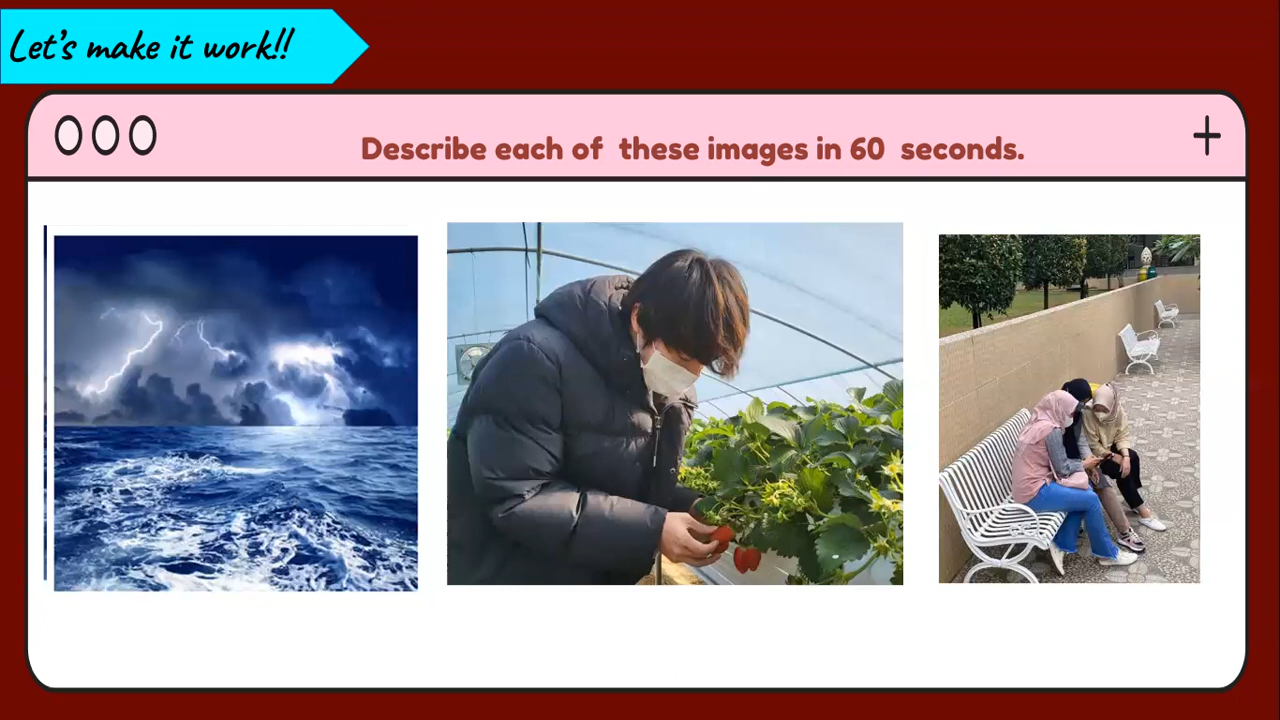 Let's make it work!!
Describe each of these images in 60 seconds.